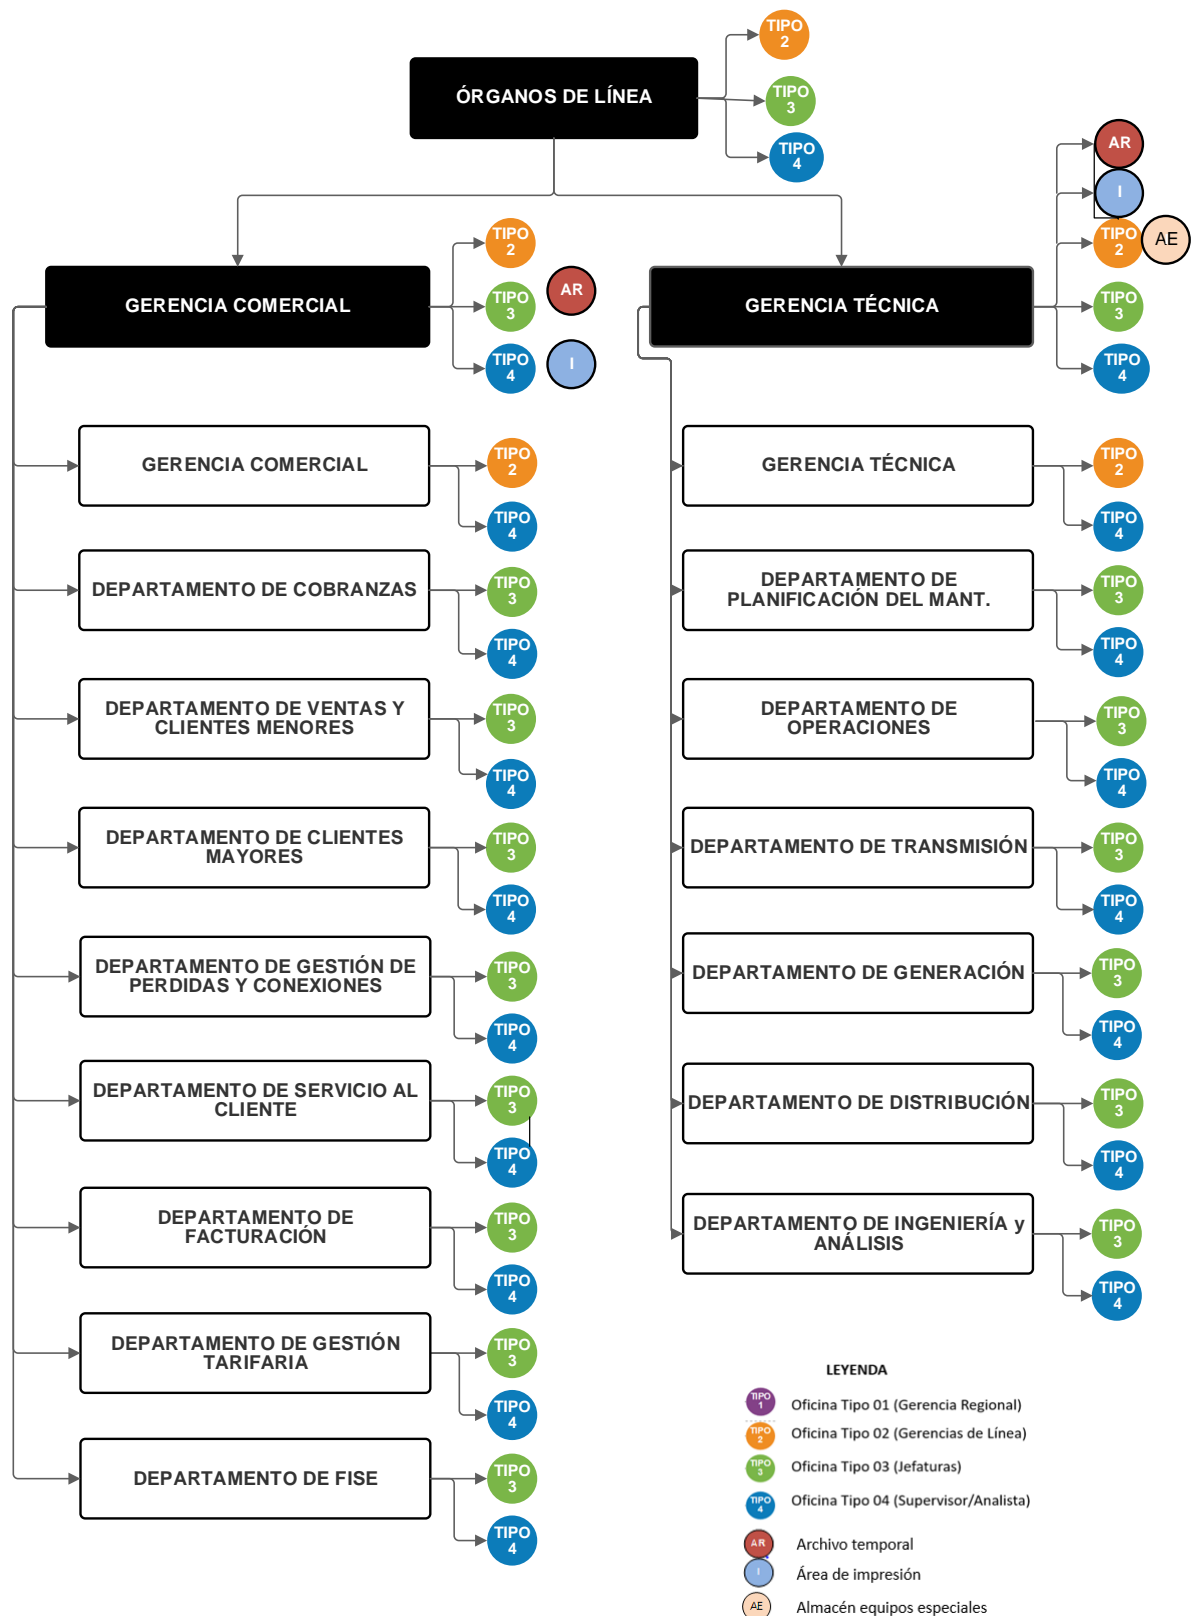 TIPO
2
ÓRGANOS DE LÍNEA
TIPO
3
TIPO
4
AR
I
TIPO
2
AE
TIPO
2
GERENCIA COMERCIAL
TIPO
3
AR
TIPO
4
I
GERENCIA TÉCNICA
TIPO
3
TIPO
4
GERENCIA COMERCIAL
TIPO
2
TIPO
4
DEPARTAMENTO DE COBRANZAS
TIPO
3
TIPO
4
DEPARTAMENTO DE VENTAS Y
CLIENTES MENORES
TIPO
3
TIPO
4
DEPARTAMENTO DE CLIENTES
MAYORES
TIPO
3
TIPO
4
DEPARTAMENTO DE GESTIÓN DE
PERDIDAS Y CONEXIONES
TIPO
3
TIPO
4
DEPARTAMENTO DE SERVICIO AL
CLIENTE
TIPO
3
TIPO
4
DEPARTAMENTO DE
FACTURACIÓN
TIPO
3
TIPO
4
DEPARTAMENTO DE GESTIÓN
TARIFARIA
TIPO
3
TIPO
4
DEPARTAMENTO DE FISE
TIPO
3
TIPO
4
GERENCIA TÉCNICA
TIPO
2
TIPO
4
DEPARTAMENTO DE
PLANIFICACIÓN DEL MANT.
TIPO
3
TIPO
4
DEPARTAMENTO DE
OPERACIONES
TIPO
3
TIPO
4
DEPARTAMENTO DE TRANSMISIÓN
TIPO
3
TIPO
4
DEPARTAMENTO DE GENERACIÓN
TIPO
3
TIPO
4
DEPARTAMENTO DE DISTRIBUCIÓN
TIPO
3
TIPO
4
DEPARTAMENTO DE INGENIERÍA y
ANÁLISIS
TIPO
3
TIPO
4
LEYENDA
TIPO
1
Oficina Tipo 01 (Gerencia Regional)
TIPO
2
Oficina Tipo 02 (Gerencias de Línea)
TIPO
3
Oficina Tipo 03 (Jefaturas)
TIPO
4
Oficina Tipo 04 (Supervisor/Analista)
AR
Archivo temporal
I
Área de impresión
AE
Almacén equipos especiales